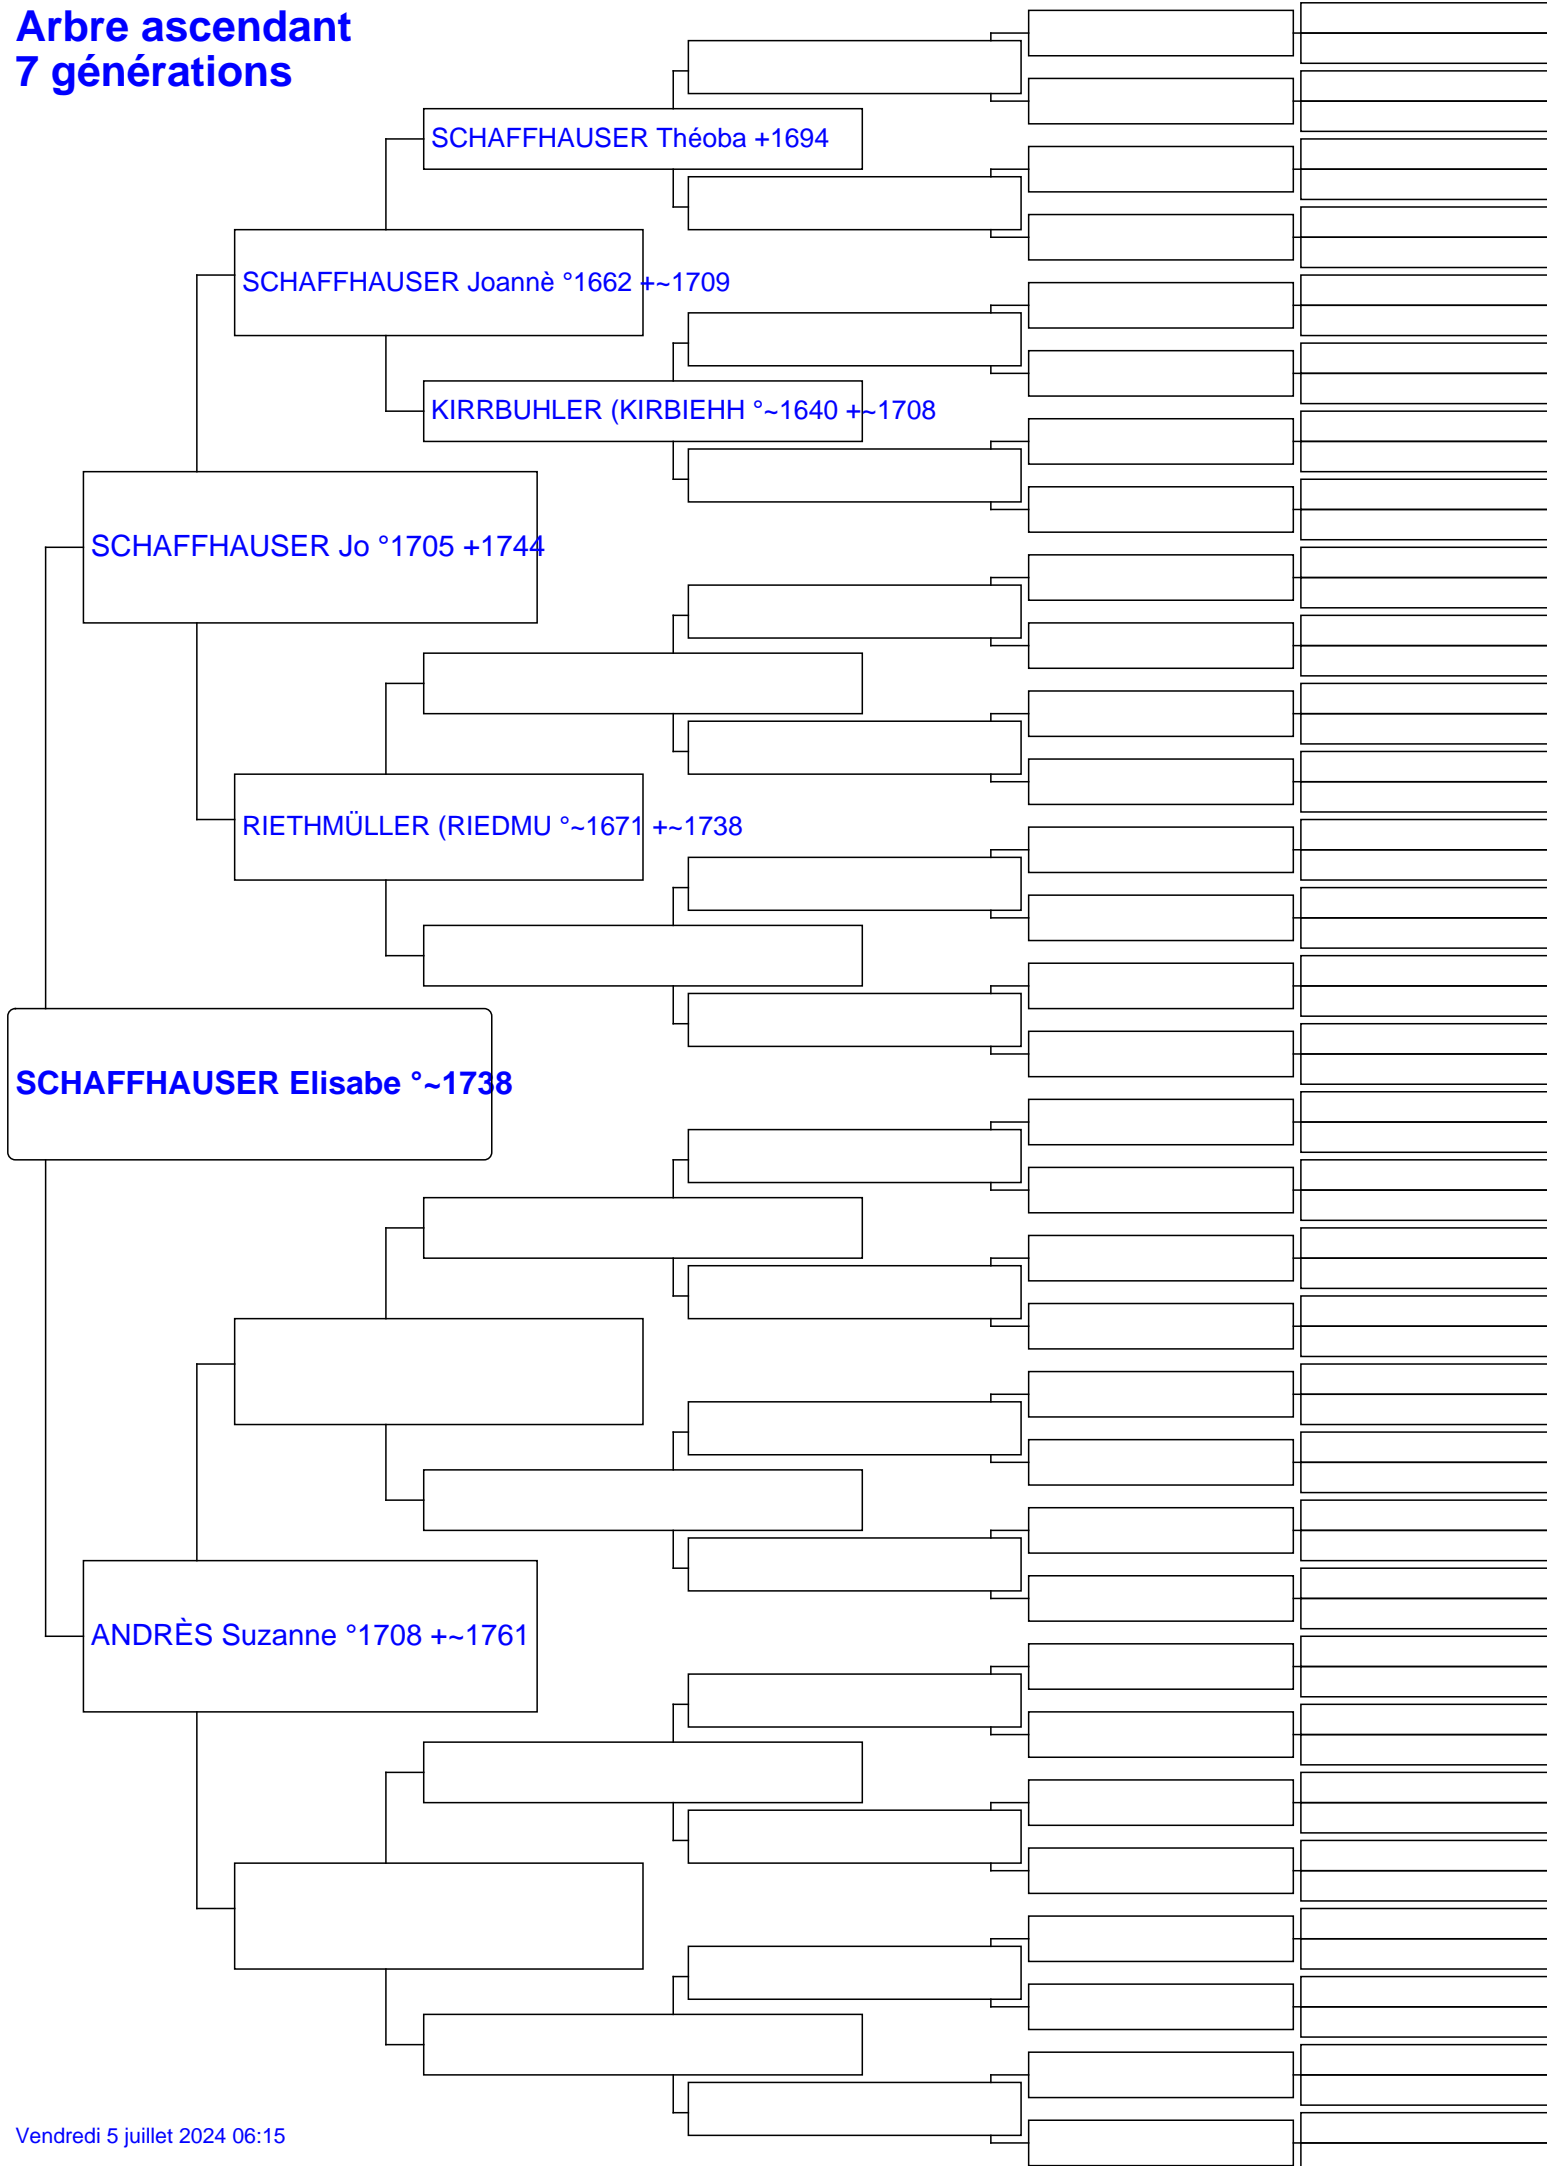 Arbre ascendant
7 générations
SCHAFFHAUSER Théoba +1694
SCHAFFHAUSER Joannè °1662 +~1709
KIRRBUHLER (KIRBIEHH °~1640 +~1708
SCHAFFHAUSER Jo °1705 +1744
RIETHMÜLLER (RIEDMU °~1671 +~1738
SCHAFFHAUSER Elisabe °~1738
ANDRÈS Suzanne °1708 +~1761
Vendredi 5 juillet 2024 06:15